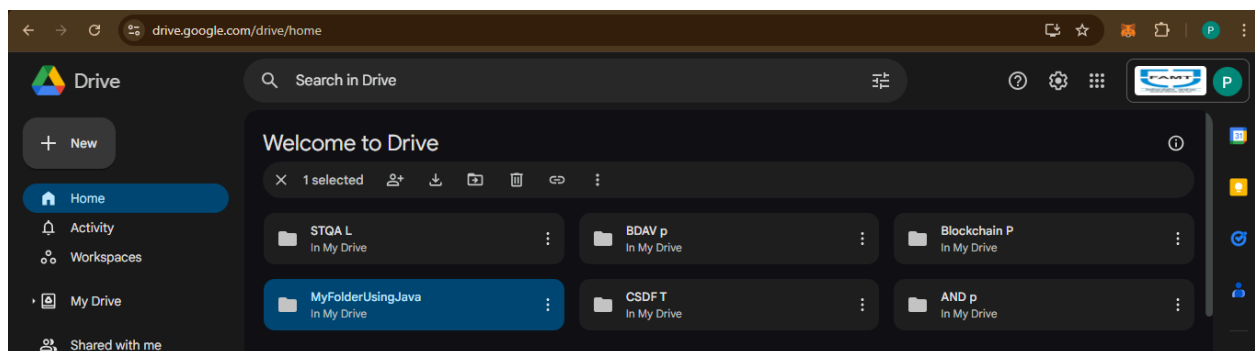 drive.google.com/drive/home
P
Drive
Search in Drive
FAMT
P
New
Welcome to Drive
31
1 selected
Home
Activity
Workspaces
My Drive
Shared with me
STQA L
In My Drive
BDAV p
In My Drive
Blockchain P
In My Drive
MyFolderUsingJava
In My Drive
CSDF T
In My Drive
AND p
In My Drive